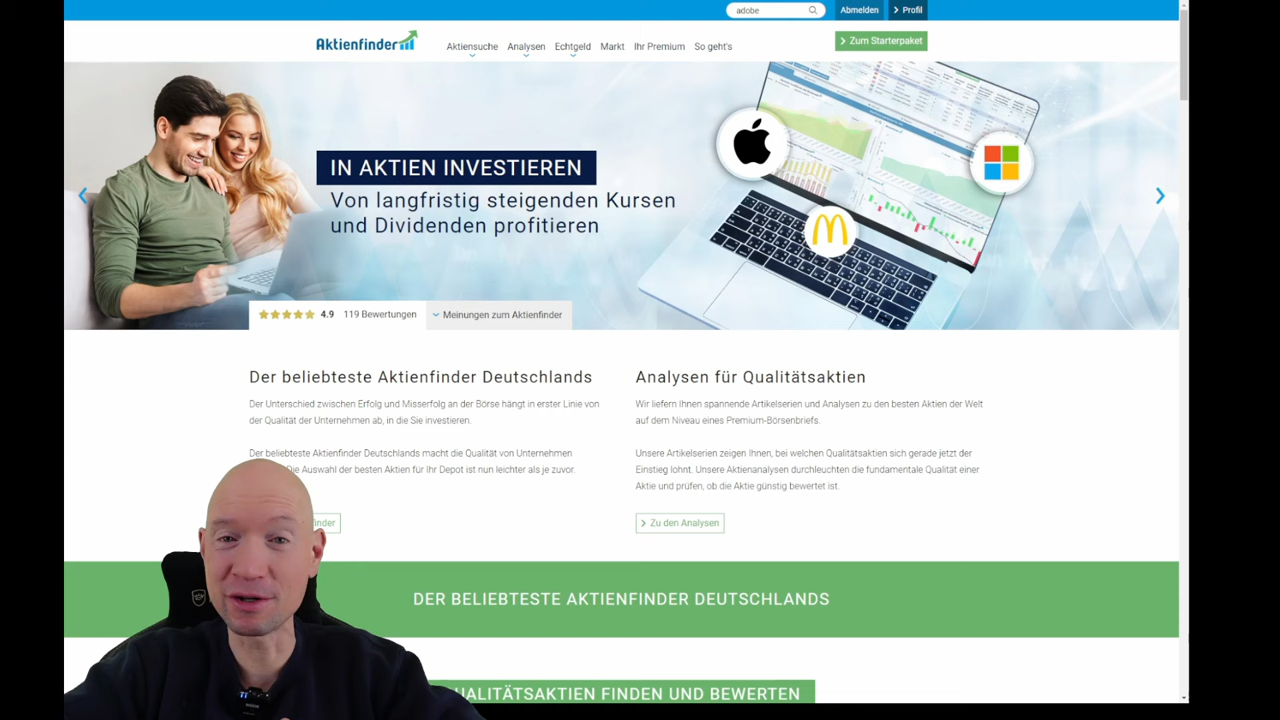 adobe
Abmelden
Profil
Aktienfinder
Aktiensuche Analysen Echtgeld Markt Ihr Premium So geht's
Zum Starterpaket
IN AKTIEN INVESTIEREN
Von langfristig steigenden Kursen
und Dividenden profitieren
4.9 119 Bewertungen
Meinungen zum Aktienfinder
Der beliebteste Aktienfinder Deutschlands
Der Unterschied zwischen Erfolg und Misserfolg an der Börse hängt in erster Linie von
der Qualität der Unternehmen ab, in die Sie investieren.
Der beliebteste Aktienfinder Deutschlands macht die Qualität von Unternehmen
Die Auswahl der besten Aktien für Ihr Depot ist nun leichter als je zuvor.
finder
Analysen für Qualitätsaktien
Wir liefern Ihnen spannende Artikelserien und Analysen zu den besten Aktien der Welt
auf dem Niveau eines Premium-Börsenbriefs.
Unsere Artikelserien zeigen Ihnen, bei welchen Qualitätsaktien sich gerade jetzt der
Einstieg lohnt. Unsere Aktienanalysen durchleuchten die fundamentale Qualität einer
Aktie und prüfen, ob die Aktie günstig bewertet ist.
Zu den Analysen
DER BELIEBTESTE AKTIENFINDER DEUTSCHLANDS
UALITÄTSAKTIEN FINDEN UND BEWERTEN